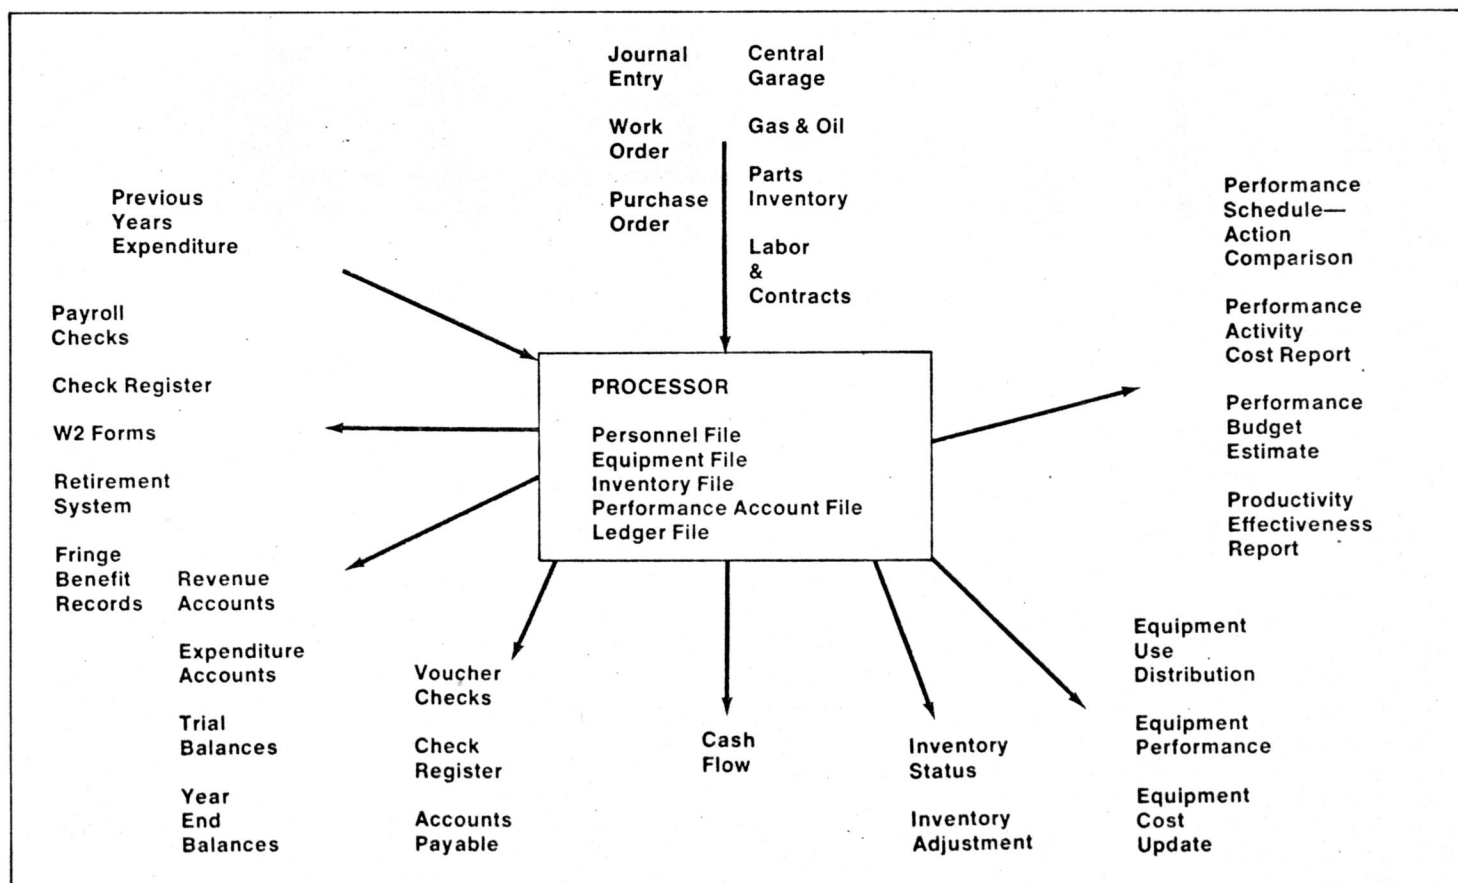 Journal
Entry
Work
Order
Purchase
Order
Central
Garage
Gas & Oil
Parts
Inventory
Labor
&
Contracts
Previous
Years
Expenditure
Payroll
Checks
Check Register
W2 Forms
Retirement
System
Fringe
Benefit
Records
PROCESSOR
Personnel File
Equipment File
Inventory File
Performance Account File
Ledger File
Performance
Schedule—
Action
Comparison
Performance
Activity
Cost Report
Performance
Budget
Estimate
Productivity
Effectiveness
Report
Revenue
Accounts
Expenditure
Accounts
Trial
Balances
Year
End
Balances
Voucher
Checks
Check
Register
Accounts
Payable
Cash
Flow
Inventory
Status
Inventory
Adjustment
Equipment
Use
Distribution
Equipment
Performance
Equipment
Cost
Update